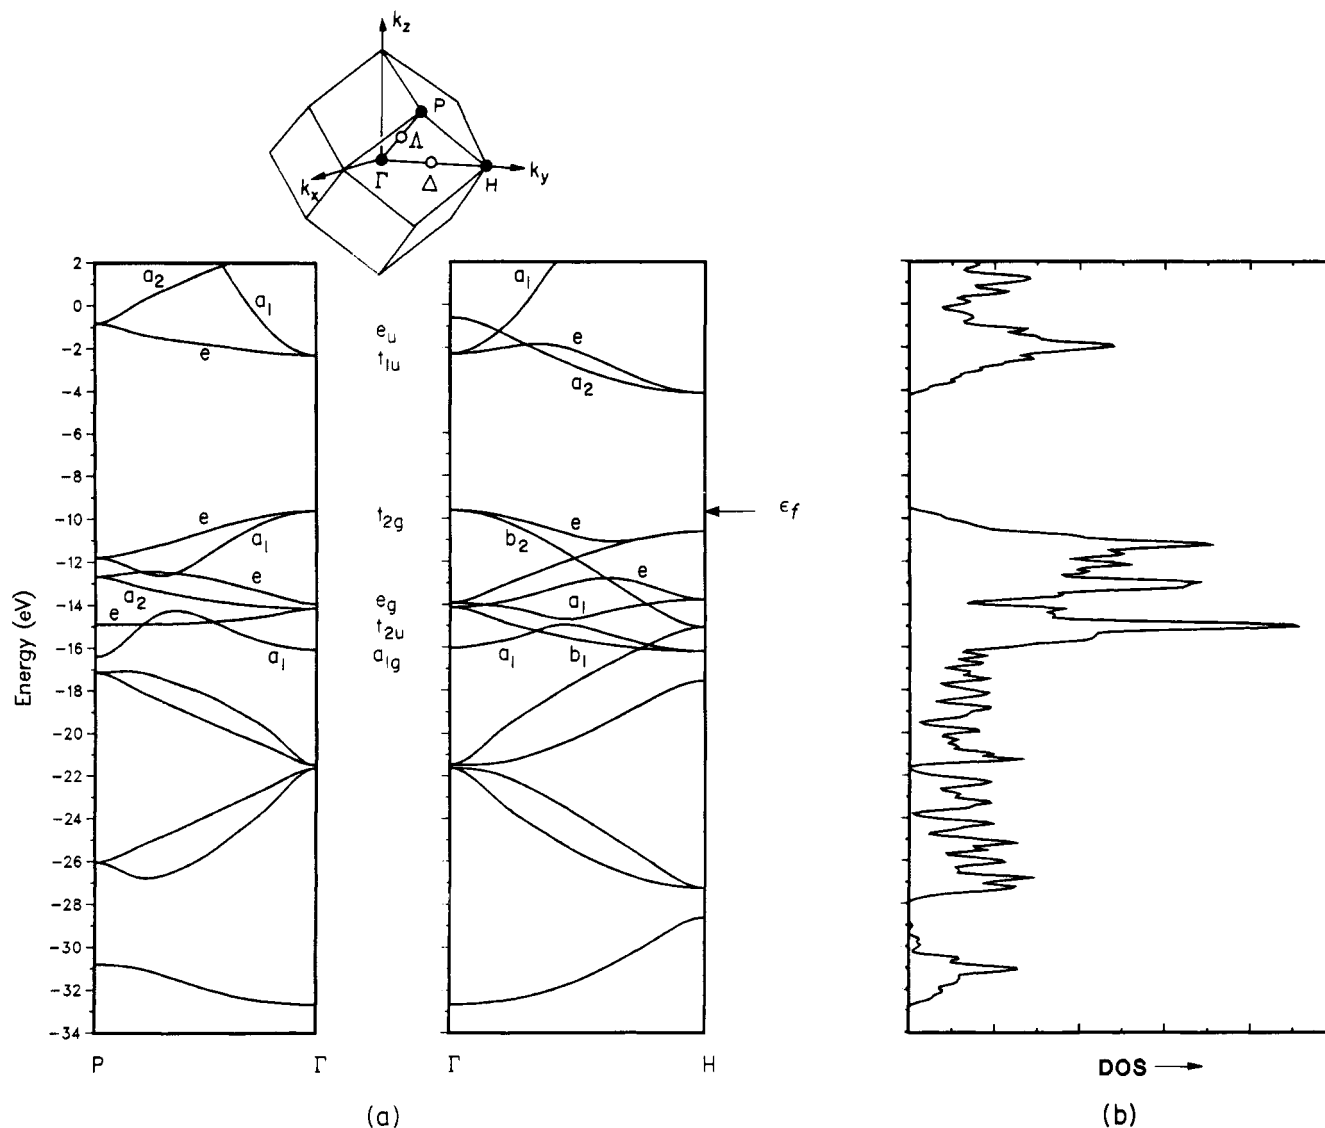 k_z
P
Λ
k_x
Γ
Δ
H
k_y
Energy (eV)
2
0
-2
-4
-6
-8
-10
-12
-14
-16
-18
-20
-22
-24
-26
-28
-30
-32
-34
a_2
a_1
e
e
a_1
e
a_2
e
a_1
P
Γ
e_u
t_1u
t_2g
e_g
t_2u
a_1g
a_1
e
a_2
e
b_2
e
a_1
a_1
b_1
ϵ_f
Γ
H
(a)
DOS →
(b)